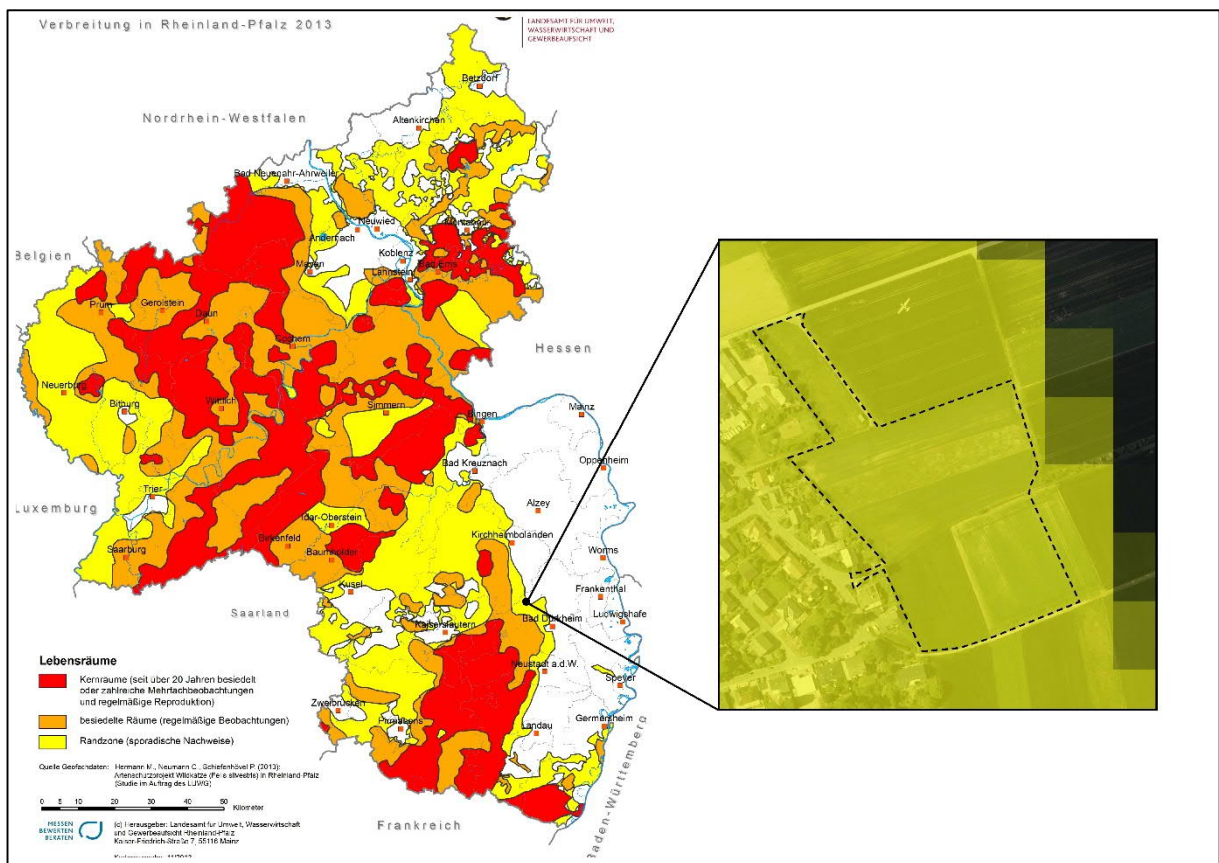 Verbreitung in Rheinland-Pfalz 2013
LANDESAMT FÜR UMWELT,
WASSERWIRTSCHAFT UND
GEWERBEAUFSICHT
Betzdorf
Nordrhein-Westfalen
Altenkirchen
Bad Neuenahr-Ahrweiler
Neuwied
Andernach
Montabaur
Belgien
Koblenz
Mayen
Bad Ems
Lahnstein
Prüm
Gerolstein
Daun
Cochem
Hessen
Neuerburg
Bitburg
Wittlich
Simmern
Bingen
Mainz
Oppenheim
Bad Kreuznach
Trier
Luxemburg
Alzey
Idar-Oberstein
Kirchheimbolanden
Birkenfeld
Baumholder
Saarburg
Worms
Kusel
Frankenthal
Saarland
Ludwigshafe
Bad Dürkheim
Kaiserslautern
Neustadt a.d.W.
Speyer
Zweibrücken
Pirmasens
Landau
Germersheim
Baden-Württemberg
Frankreich
Lebensräume
Kernräume (seit über 20 Jahren besiedelt
oder zahlreiche Mehrfachbeobachtungen
und regelmäßige Reproduktion)
besiedelte Räume (regelmäßige Beobachtungen)
Randzone (sporadische Nachweise)
Quelle Geofachdaten: Hermann M., Neumann C., Schiefenhövel P. (2013):
Artenschutzprojekt Wildkatze (Felis silvestris) in Rheinland-Pfalz
(Studie im Auftrag des LUWG)
0 5 10 20 30 40 50
Kilometer
MESSEN
BEWERTEN
BERATEN
(c) Herausgeber: Landesamt für Umwelt, Wasserwirtschaft
und Gewerbeaufsicht Rheinland-Pfalz
Kaiser-Friedrich-Straße 7, 55116 Mainz